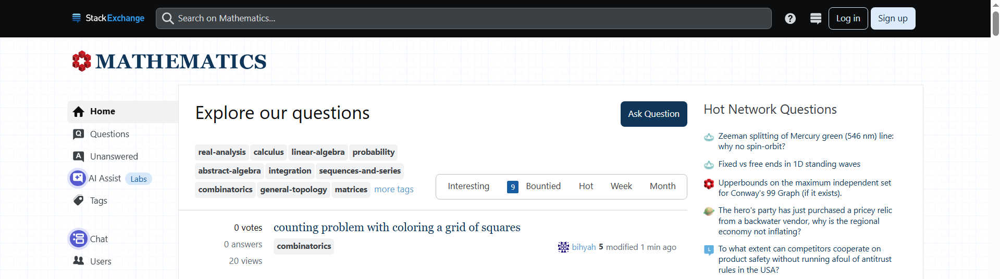 StackExchange
Search on Mathematics...
Log in
Sign up
MATHEMATICS
Home
Questions
Unanswered
AI Assist Labs
Tags
Chat
Users
Explore our questions
Ask Question
real-analysis calculus linear-algebra probability
abstract-algebra integration sequences-and-series
combinatorics general-topology matrices more tags
Interesting 9 Bountied Hot Week Month
0 votes
0 answers
20 views
counting problem with coloring a grid of squares
combinatorics
bihyah 5 modified 1 min ago
Hot Network Questions
Zeeman splitting of Mercury green (546 nm) line:
why no spin-orbit?
Fixed vs free ends in 1D standing waves
Upperbounds on the maximum independent set
for Conway's 99 Graph (if it exists).
The hero's party has just purchased a pricey relic
from a backwater vendor, why is the regional
economy not inflating?
To what extent can competitors cooperate on
product safety without running afoul of antitrust
rules in the USA?